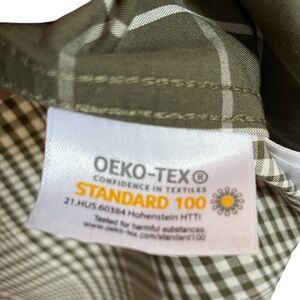 OEKO-TEX®
CONFIDENCE IN TEXTILES
STANDARD 100
21.HUS.60384 Hohenstein HTTI
Tested for harmful substances.
www.oeko-tex.com/standard100